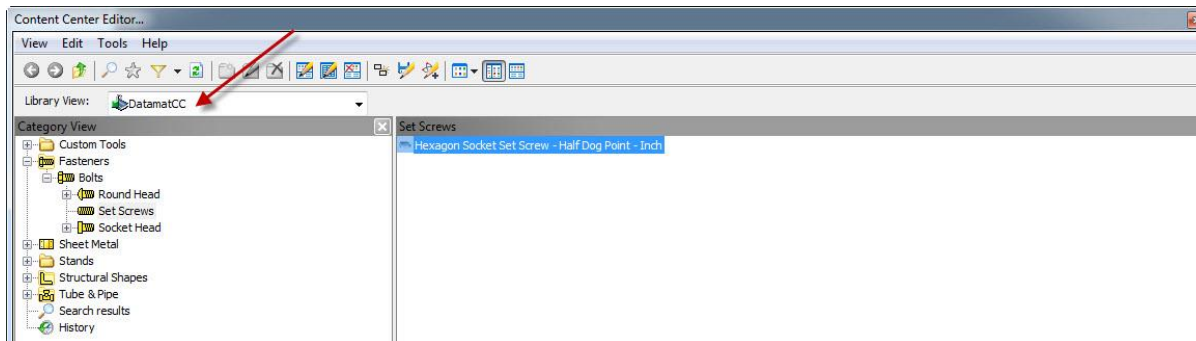 Content Center Editor...
View Edit Tools Help
Library View: DatamatCC
Category View
Custom Tools
Fasteners
Bolts
Round Head
Set Screws
Socket Head
Sheet Metal
Stands
Structural Shapes
Tube & Pipe
Search results
History
Set Screws
Hexagon Socket Set Screw - Half Dog Point - Inch